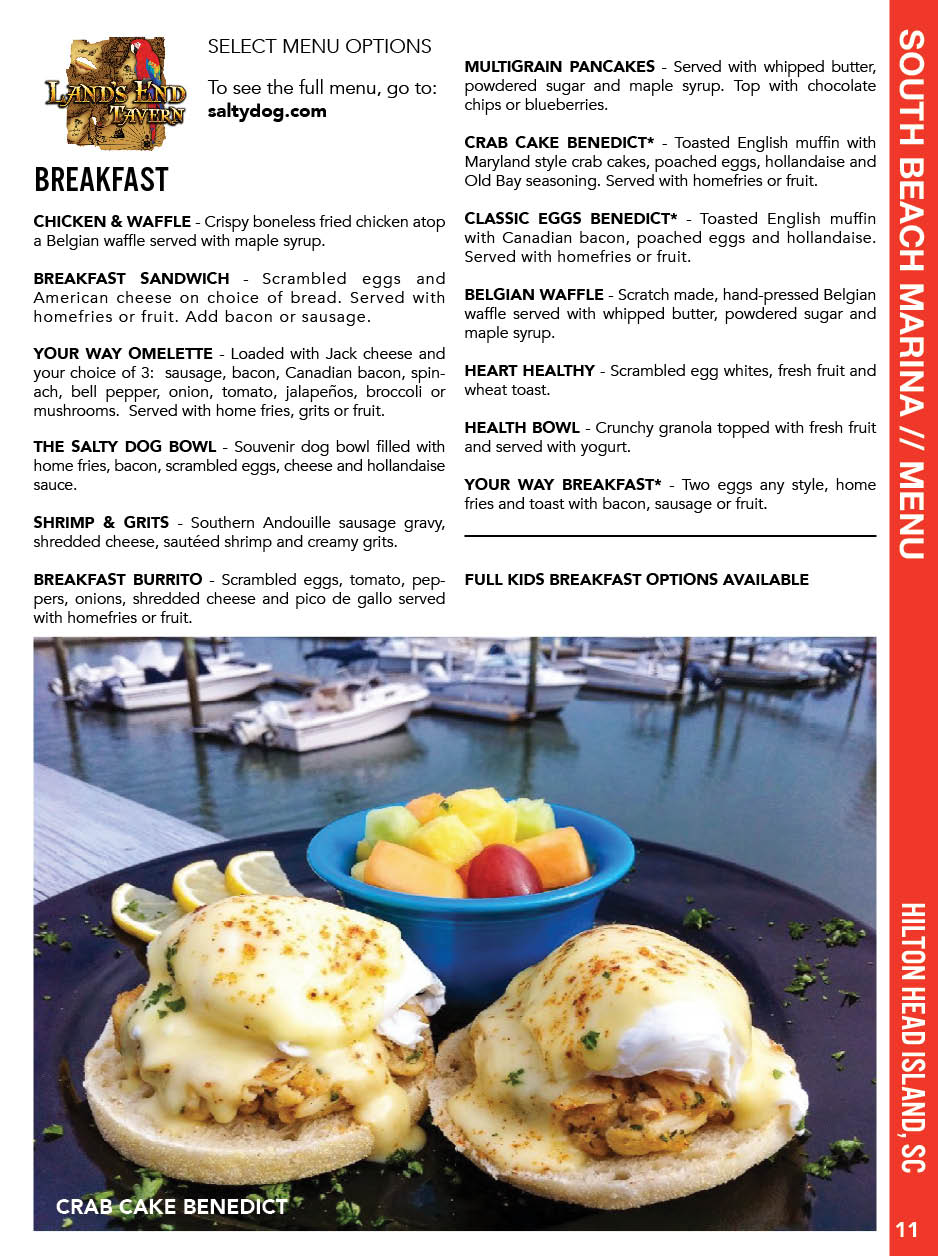 LAND'S END
TAVERN
SELECT MENU OPTIONS
To see the full menu, go to:
saltydog.com
BREAKFAST
CHICKEN & WAFFLE - Crispy boneless fried chicken atop
a Belgian waffle served with maple syrup.
BREAKFAST SANDWICH - Scrambled eggs and
American cheese on choice of bread. Served with
homefries or fruit. Add bacon or sausage.
YOUR WAY OMELETTE - Loaded with Jack cheese and
your choice of 3: sausage, bacon, Canadian bacon, spin-
ach, bell pepper, onion, tomato, jalapeños, broccoli or
mushrooms. Served with home fries, grits or fruit.
THE SALTY DOG BOWL - Souvenir dog bowl filled with
home fries, bacon, scrambled eggs, cheese and hollandaise
sauce.
SHRIMP & GRITS - Southern Andouille sausage gravy,
shredded cheese, sautéed shrimp and creamy grits.
BREAKFAST BURRITO - Scrambled eggs, tomato, pep-
pers, onions, shredded cheese and pico de gallo served
with homefries or fruit.
MULTIGRAIN PANCAKES - Served with whipped butter,
powdered sugar and maple syrup. Top with chocolate
chips or blueberries.
CRAB CAKE BENEDICT* - Toasted English muffin with
Maryland style crab cakes, poached eggs, hollandaise and
Old Bay seasoning. Served with homefries or fruit.
CLASSIC EGGS BENEDICT* - Toasted English muffin
with Canadian bacon, poached eggs and hollandaise.
Served with homefries or fruit.
BELGIAN WAFFLE - Scratch made, hand-pressed Belgian
waffle served with whipped butter, powdered sugar and
maple syrup.
HEART HEALTHY - Scrambled egg whites, fresh fruit and
wheat toast.
HEALTH BOWL - Crunchy granola topped with fresh fruit
and served with yogurt.
YOUR WAY BREAKFAST* - Two eggs any style, home
fries and toast with bacon, sausage or fruit.
FULL KIDS BREAKFAST OPTIONS AVAILABLE
CRAB CAKE BENEDICT
SOUTH BEACH MARINA // MENU
HILTON HEAD ISLAND, SC
11